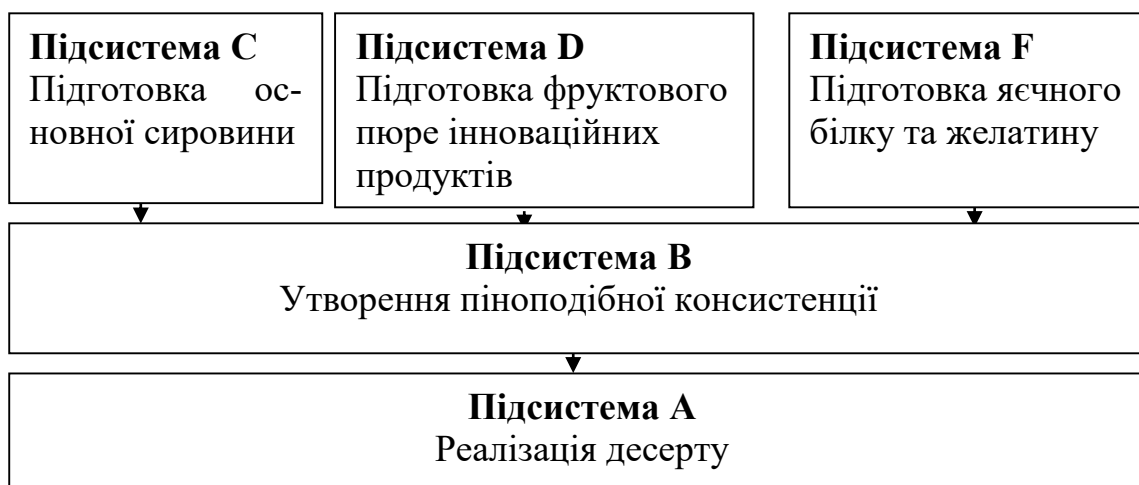 Підсистема С
Підготовка ос-
новної сировини
Підсистема D
Підготовка фруктового
пюре інноваційних
продуктів
Підсистема F
Підготовка яєчного
білку та желатину
Підсистема В
Утворення піноподібної консистенції
Підсистема А
Реалізація десерту